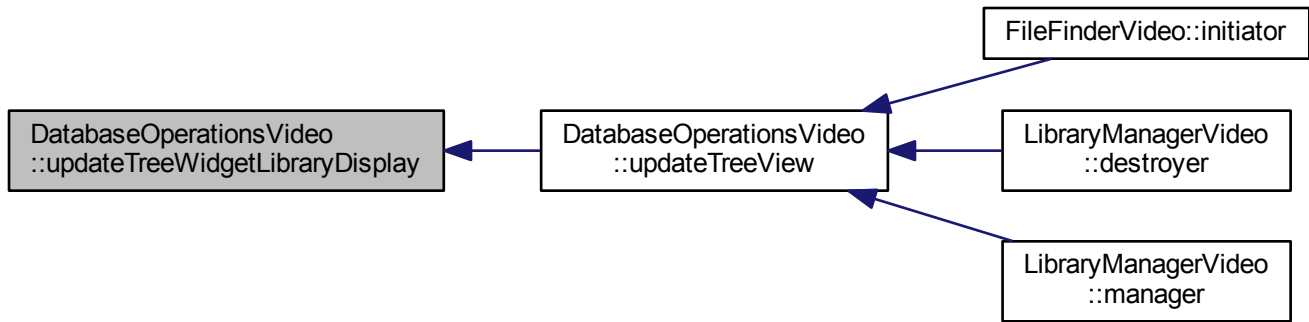 FileFinderVideo::initiator
DatabaseOperationsVideo
::updateTreeWidgetLibraryDisplay
DatabaseOperationsVideo
::updateTreeView
LibraryManagerVideo
::destroyer
LibraryManagerVideo
::manager